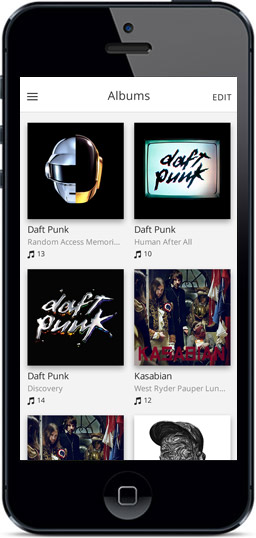 Albums
EDIT
daft
punk
Daft Punk
Daft Punk
Random Access Memori...
Human After All
13
10
daft
punk
KASABIAN
Daft Punk
Kasabian
Discovery
West Ryder Pauper Lun...
14
12